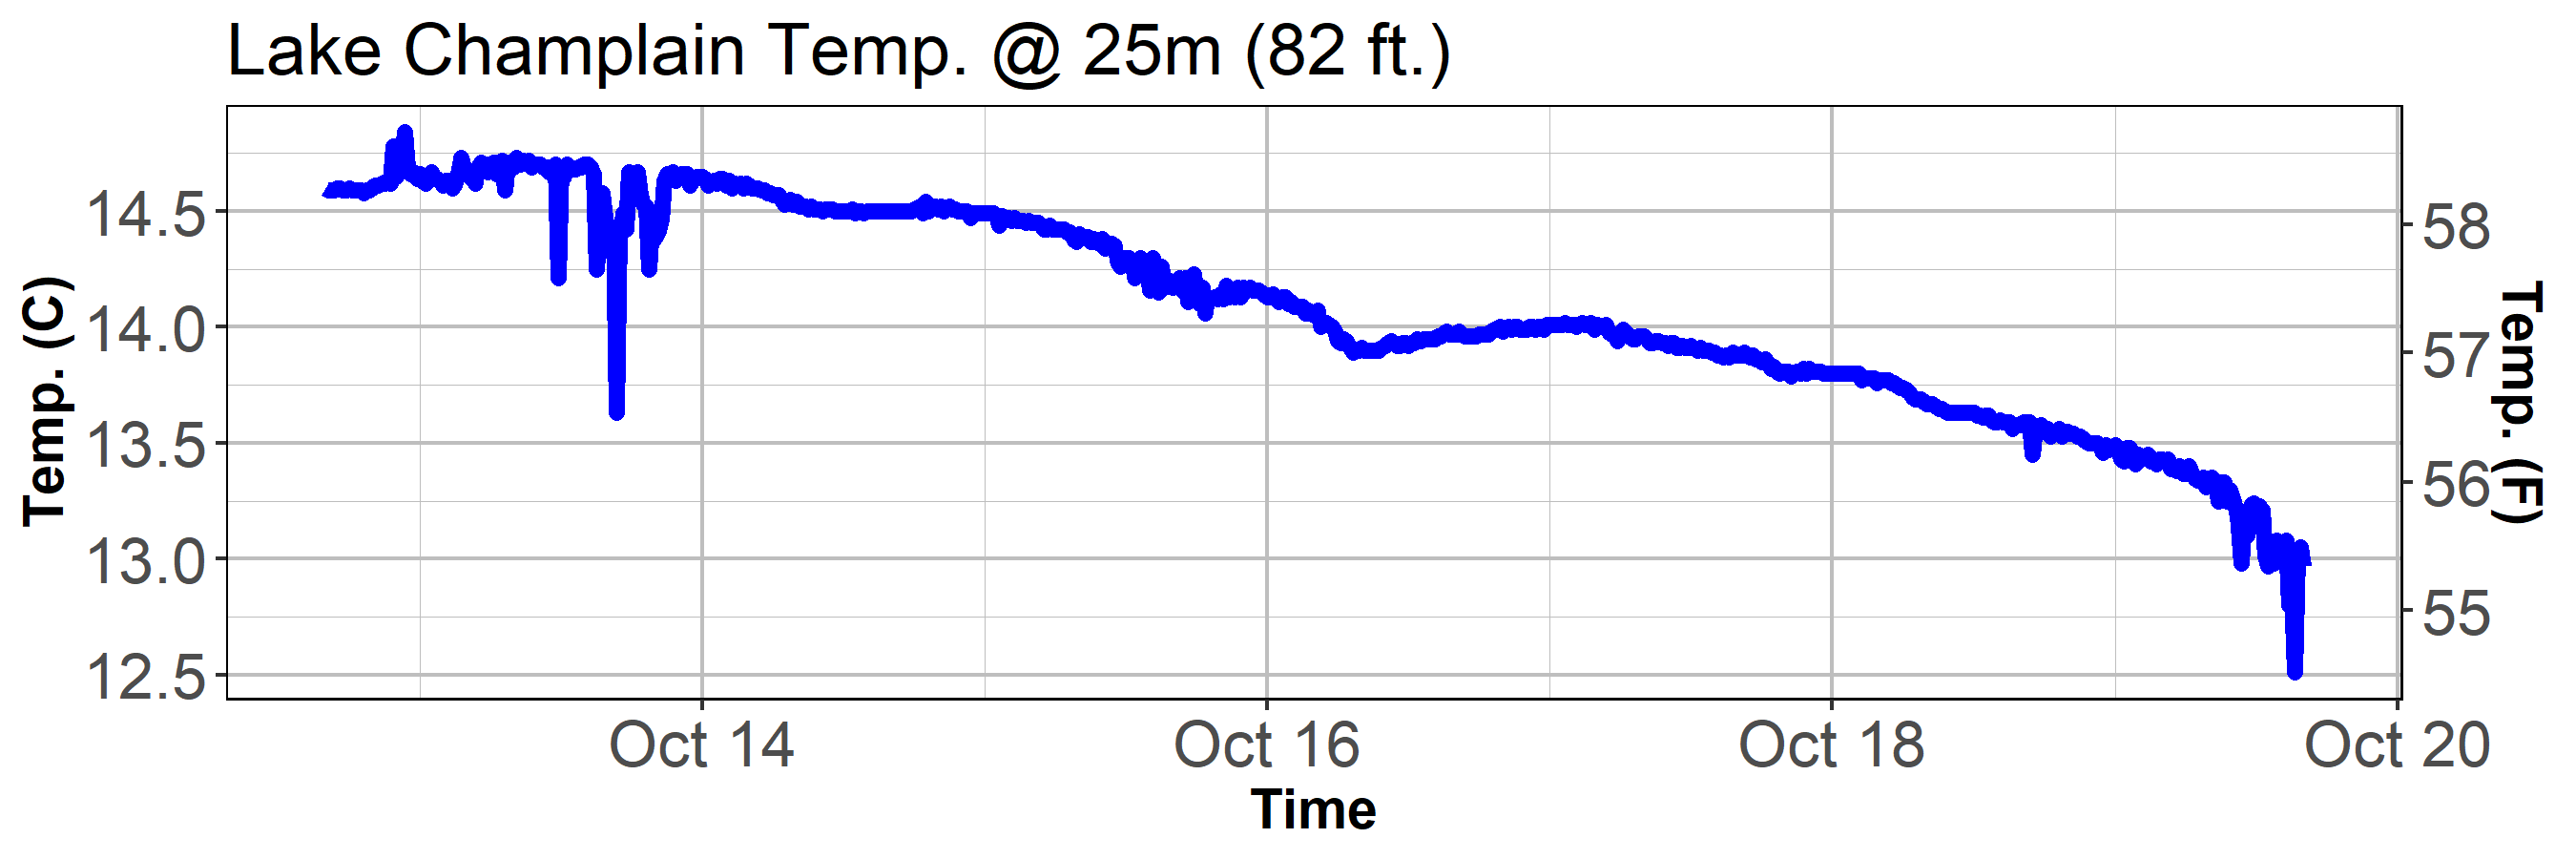 Lake Champlain Temp. @ 25m (82 ft.)
Temp. (C)
14.5
14.0
13.5
13.0
12.5
58
57
56
55
Temp. (F)
Oct 14
Oct 16
Oct 18
Oct 20
Time